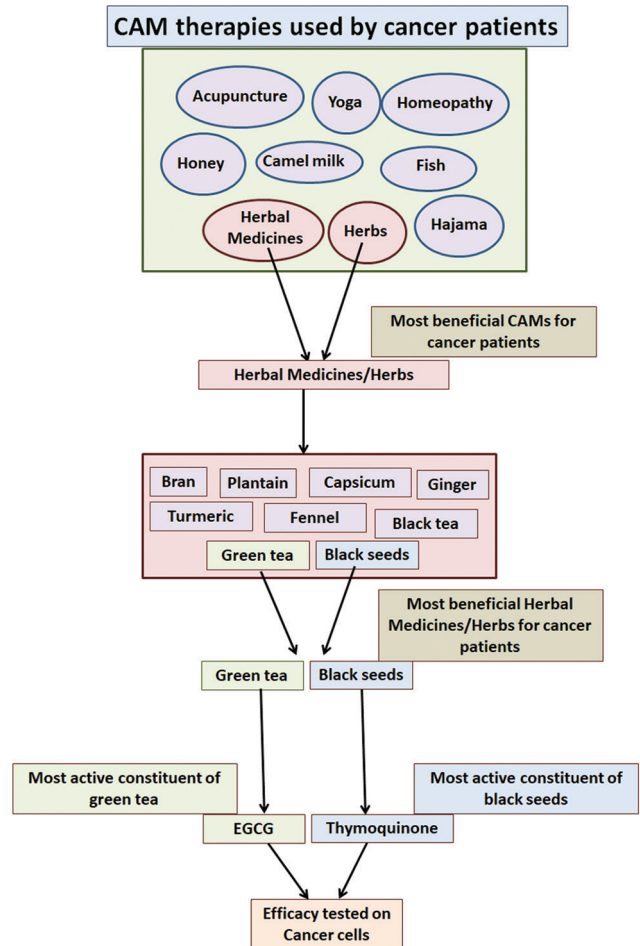 CAM therapies used by cancer patients
Acupuncture
Yoga
Homeopathy
Honey
Camel milk
Fish
Herbal
Medicines
Herbs
Hajama
Most beneficial CAMs for
cancer patients
Herbal Medicines/Herbs
Bran
Plantain
Capsicum
Ginger
Turmeric
Fennel
Black tea
Green tea
Black seeds
Most beneficial Herbal
Medicines/Herbs for cancer
patients
Green tea
Black seeds
Most active constituent of
green tea
Most active constituent of
black seeds
EGCG
Thymoquinone
Efficacy tested on
Cancer cells